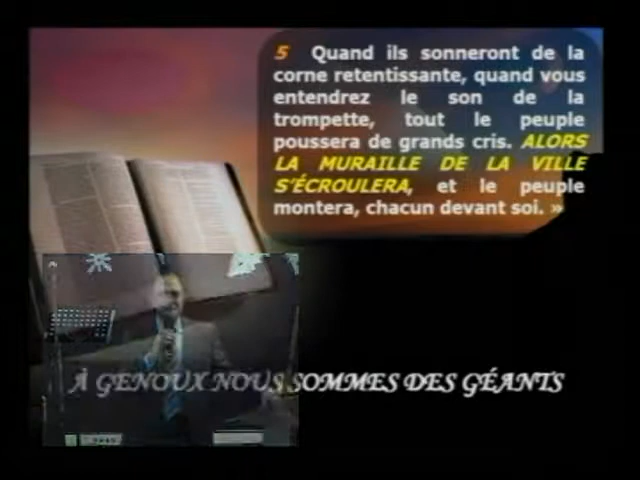 5 Quand ils sonneront de la
corne retentissante, quand vous
entendrez le son de la
trompette, tout le peuple
poussera de grands cris. ALORS
LA MURAILLE DE LA VILLE
S'ÉCROULERA, et le peuple
montera, chacun devant soi. »
À GENOUX NOUS SOMMES DES GÉANTS